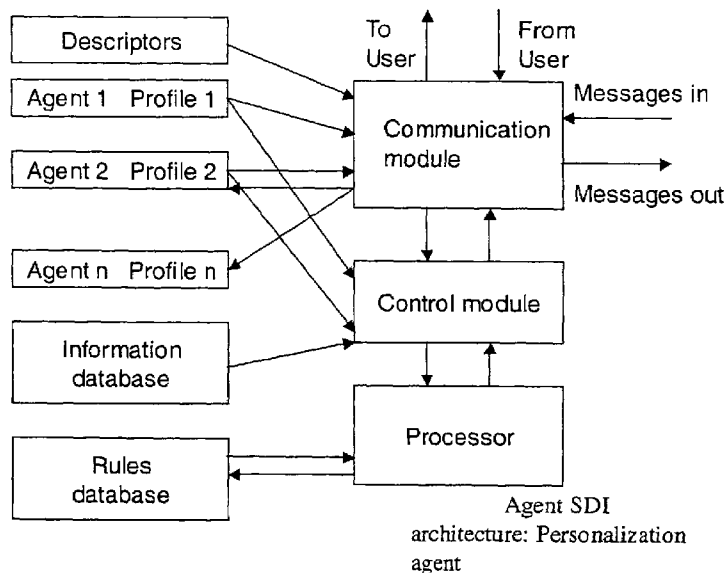 Descriptors
Agent 1 Profile 1
Agent 2 Profile 2
Agent n Profile n
Information
database
Rules
database
To
User
From
User
Communication
module
Messages in
Messages out
Control module
Processor
Agent SDI
architecture: Personalization
agent